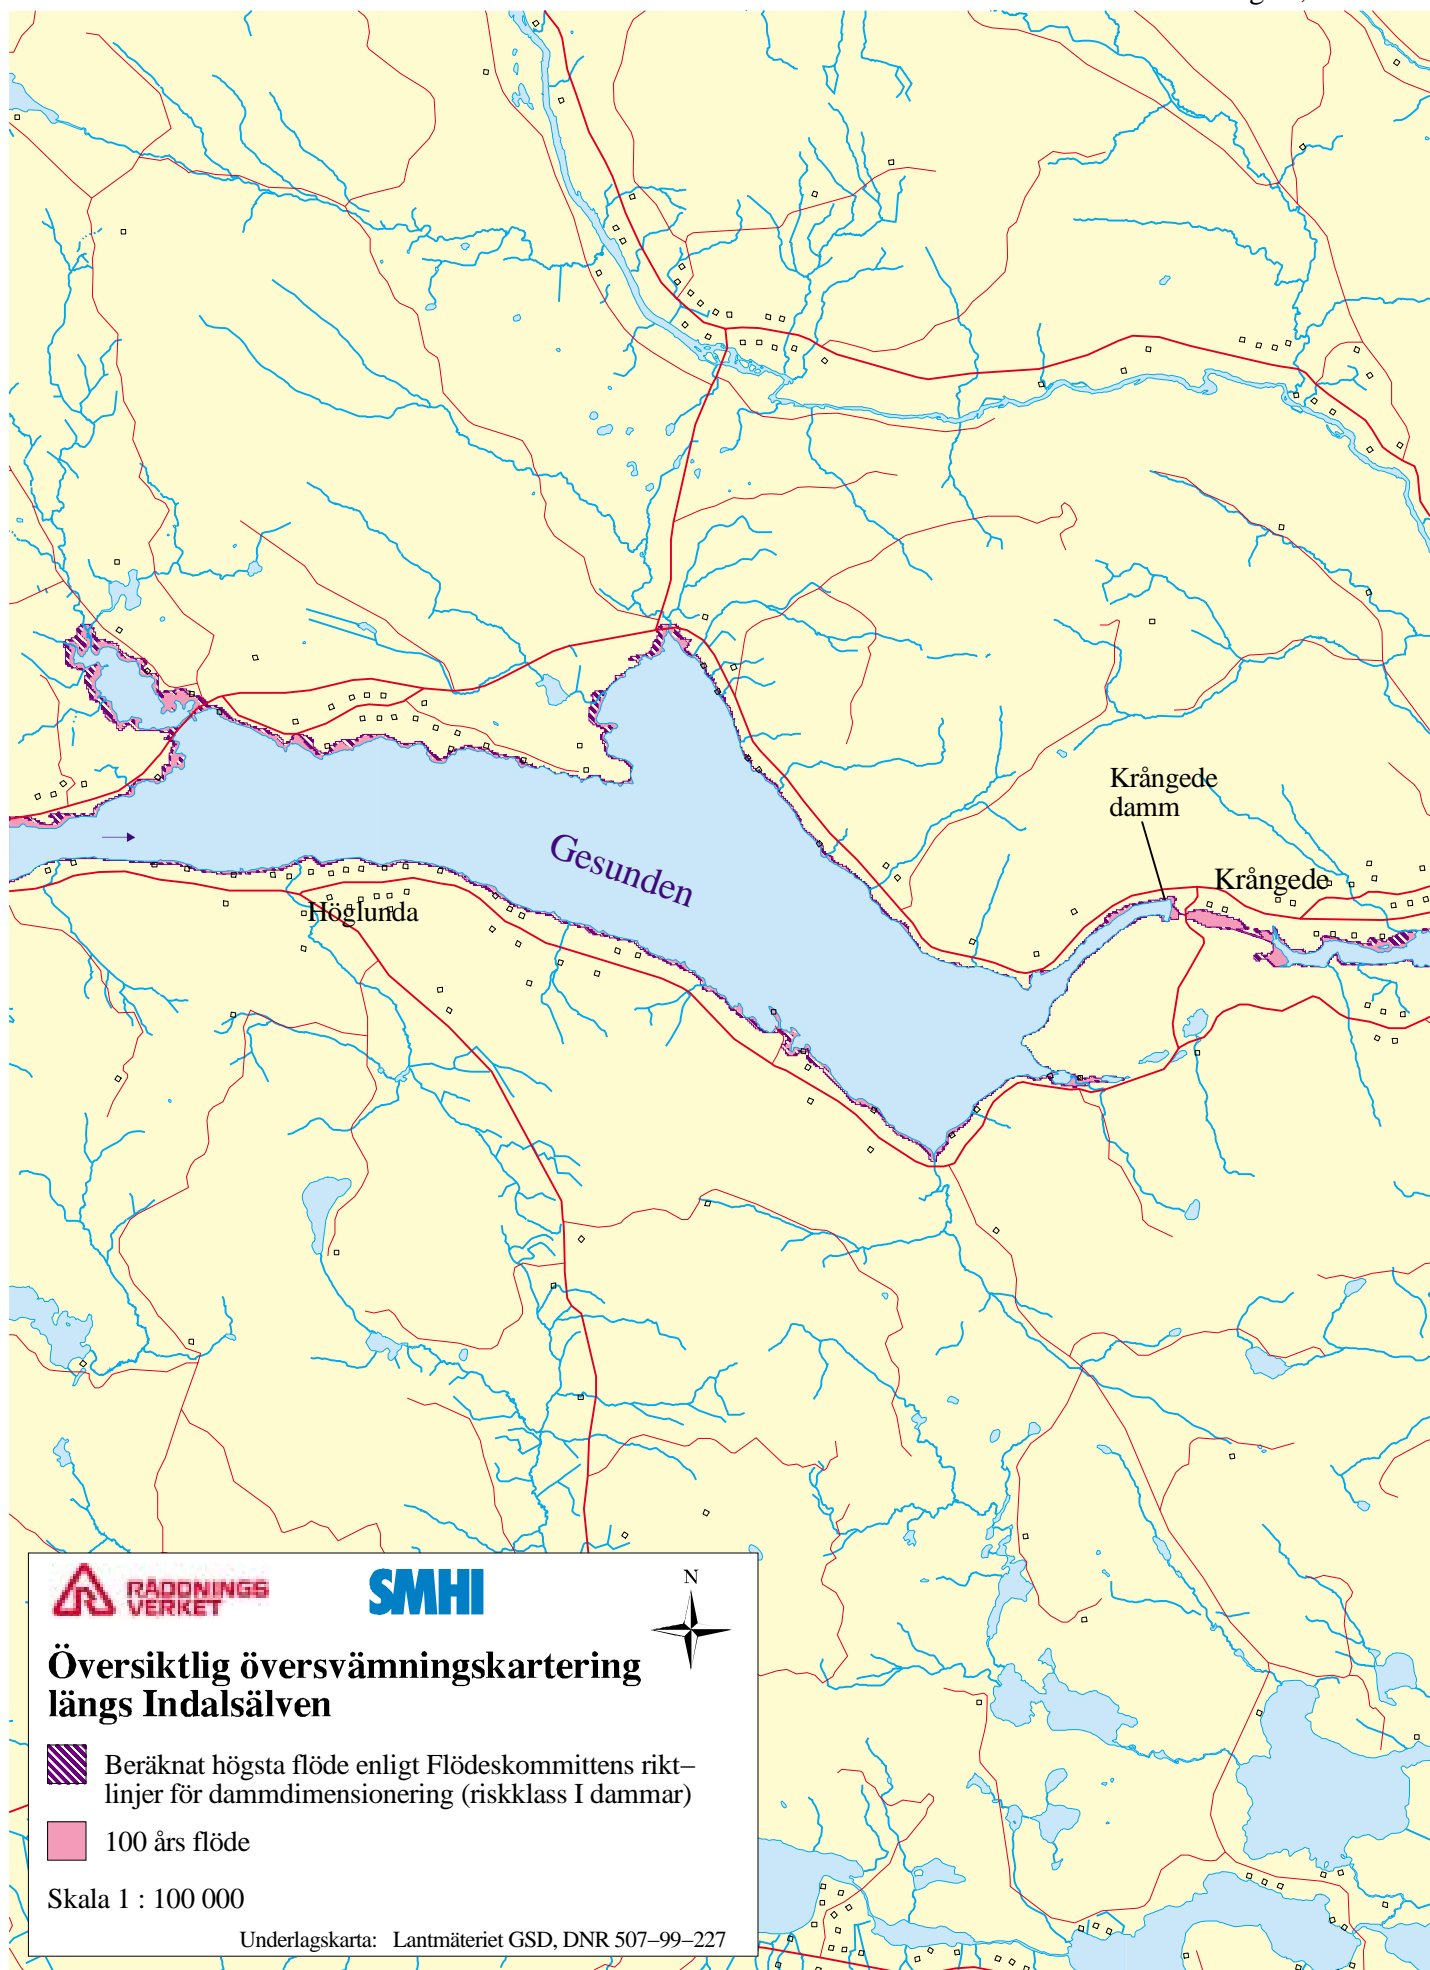 Krångede
damm
Gesunden
Krångede
Höglunda
RÄDDNINGS
VERKET
SMHI
N
Översiktlig översvämningskartering
längs Indalsälven
Beräknat högsta flöde enligt Flödeskommittens rikt–
linjer för dammdimensionering (riskklass I dammar)
100 års flöde
Skala 1 : 100 000
Underlagskarta: Lantmäteriet GSD, DNR 507–99–227